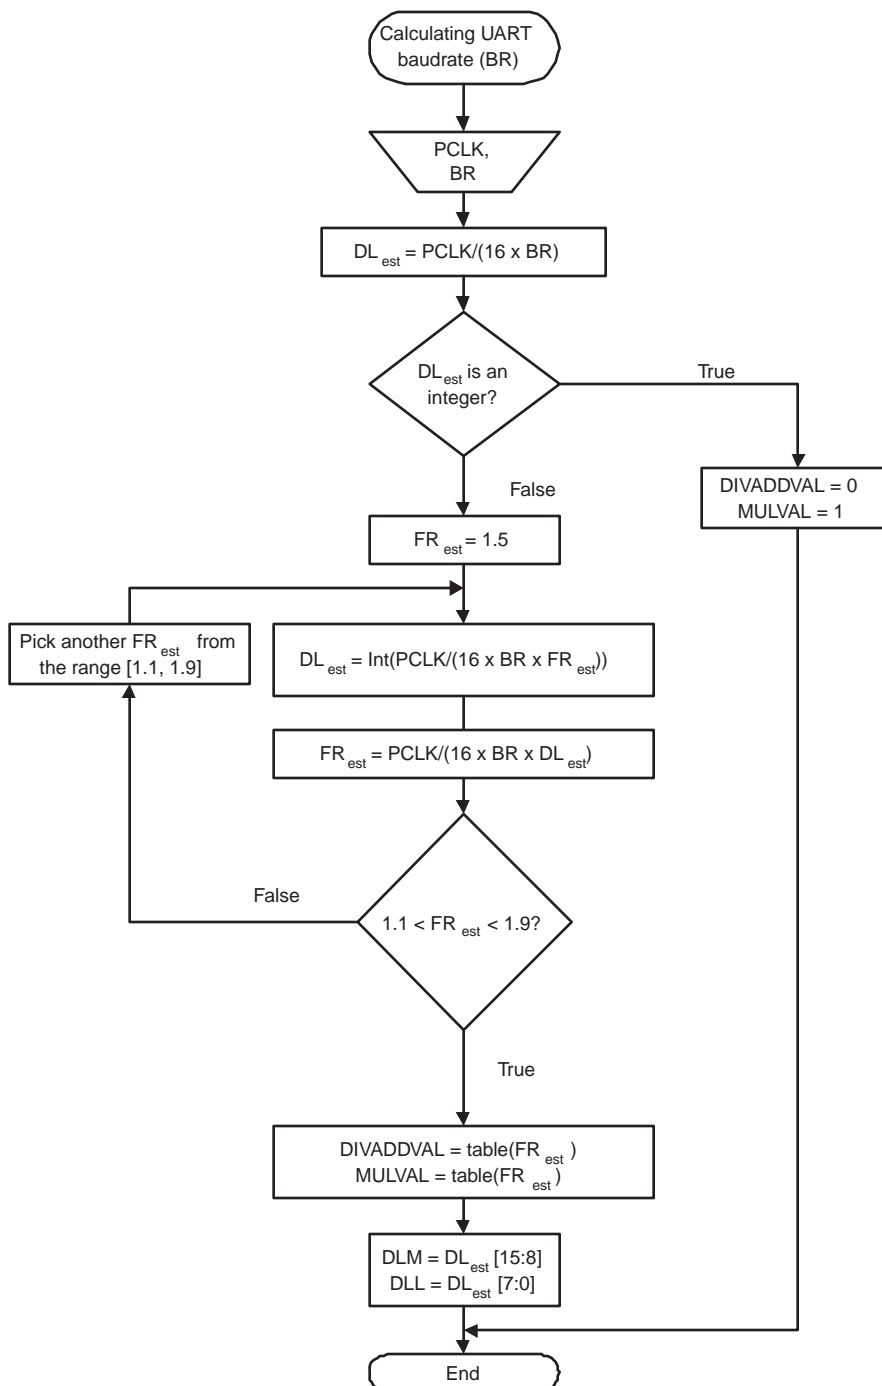 Calculating UART
baudrate (BR)
PCLK,
BR
DL est = PCLK/(16 x BR)
DL est is an
integer?
True
False
DIVADDVAL = 0
MULVAL = 1
FR est = 1.5
Pick another FR est from
the range [1.1, 1.9]
DL est = Int(PCLK/(16 x BR x FR est))
FR est = PCLK/(16 x BR x DL est)
False
1.1 < FR est < 1.9?
True
DIVADDVAL = table(FR est )
MULVAL = table(FR est )
DLM = DL est [15:8]
DLL = DL est [7:0]
End